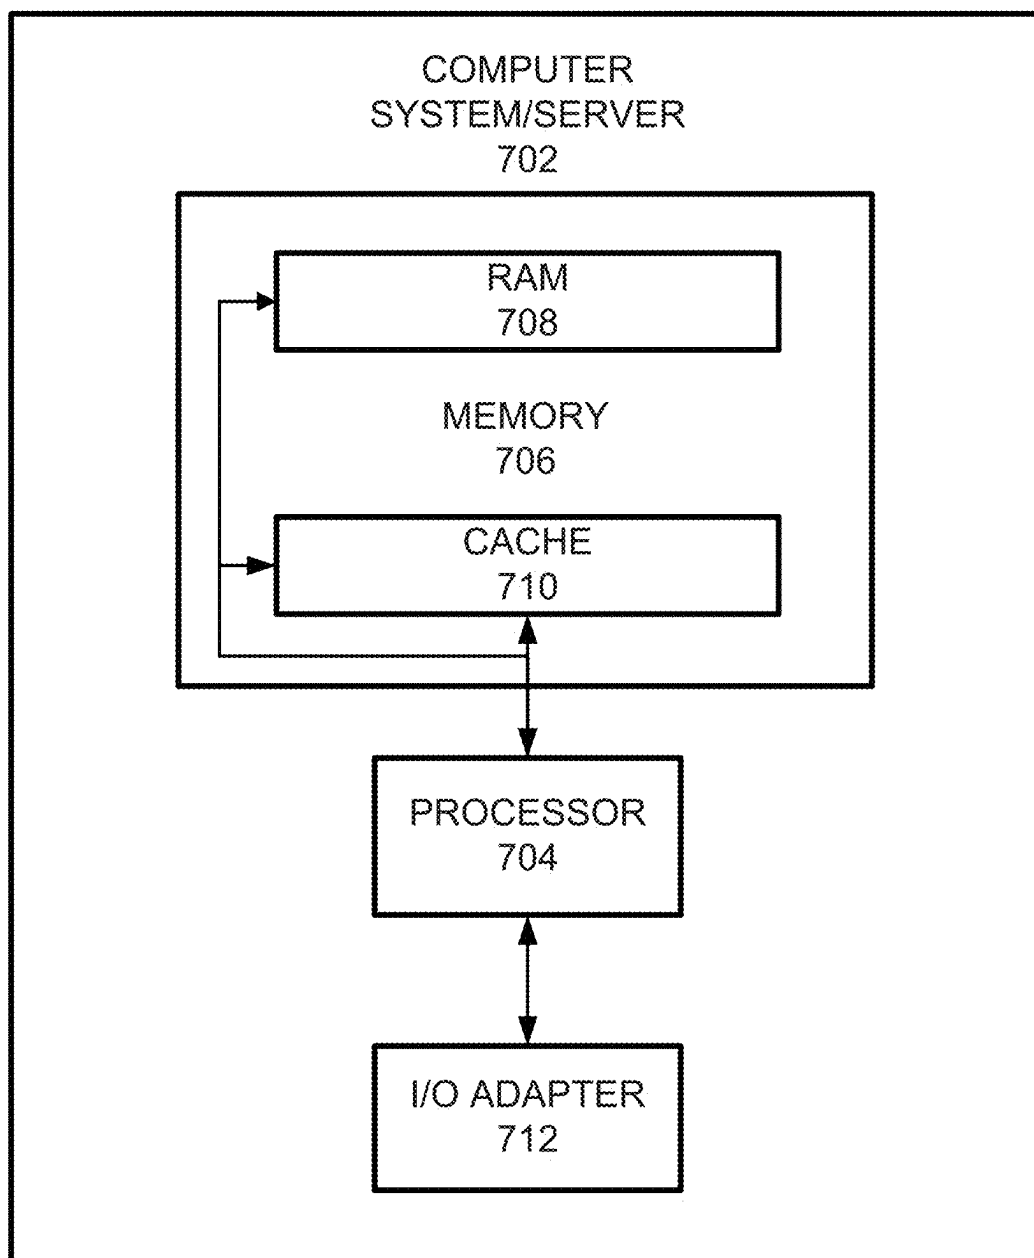 COMPUTER
SYSTEM/SERVER
702
RAM
708
MEMORY
706
CACHE
710
PROCESSOR
704
I/O ADAPTER
712